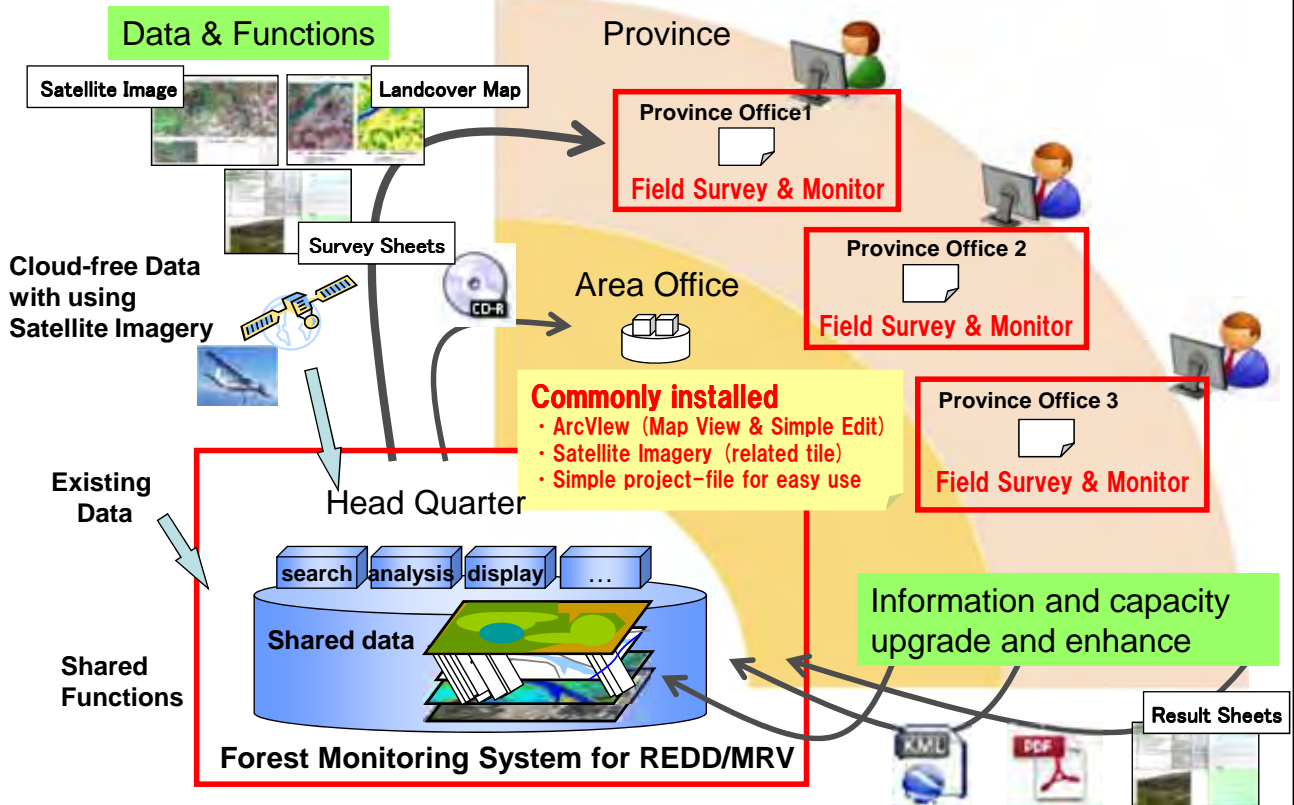 Data & Functions
Province
Satellite Image
Landcover Map
Survey Sheets
Province Office1
Field Survey & Monitor
Province Office 2
Field Survey & Monitor
Province Office 3
Field Survey & Monitor
Cloud-free Data
with using
Satellite Imagery
CD-R
Area Office
Commonly installed
・ArcVIew (Map View & Simple Edit)
・Satellite Imagery (related tile)
・Simple project-file for easy use
Existing
Data
Head Quarter
search
analysis
display
...
Shared data
Shared
Functions
Forest Monitoring System for REDD/MRV
Information and capacity
upgrade and enhance
KML
PDF
Result Sheets